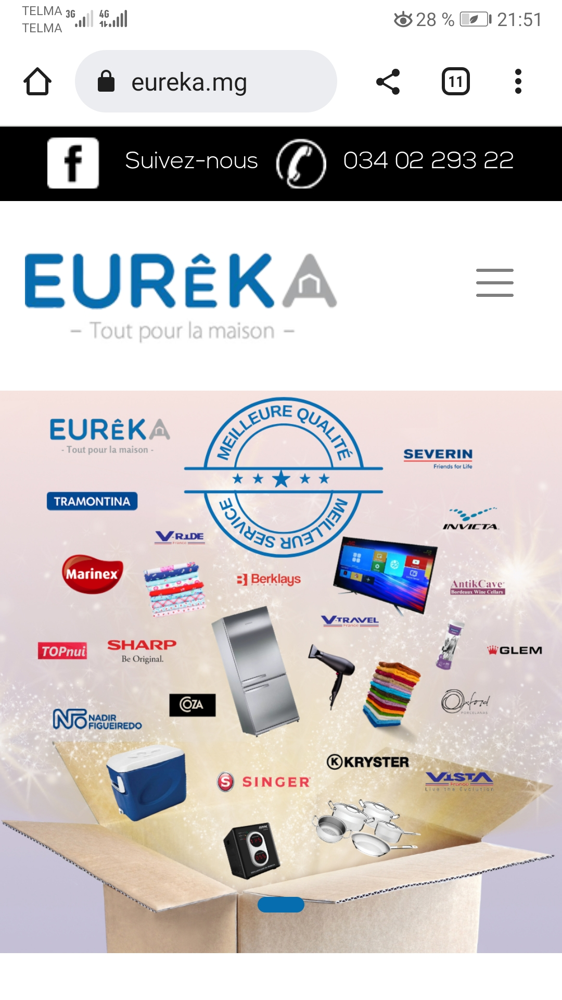 TELMA 3G 4G 28 % 21:51
TELMA
eureka.mg 11
f Suivez-nous 034 02 293 22
EURÊKA
- Tout pour la maison -
MEILLEURE QUALITÉ
EURÊKA
- Tout pour la maison -
SEVERIN
Friends for Life
TRAMONTINA
MEILLEUR SERVICE
INVICTA
V-RIDE
France
Marinex
Berklays
FRANCE
AntikCave
Bordeaux Wine Cellars
V-TRAVEL
France
TOPnui
SHARP
Be Original.
GLEM
COZA
Oxford
PORCELANAS
NF NADIR
FIGUEIREDO
K KRYSTER
S SINGER
VISTA
France
Live the Evolution